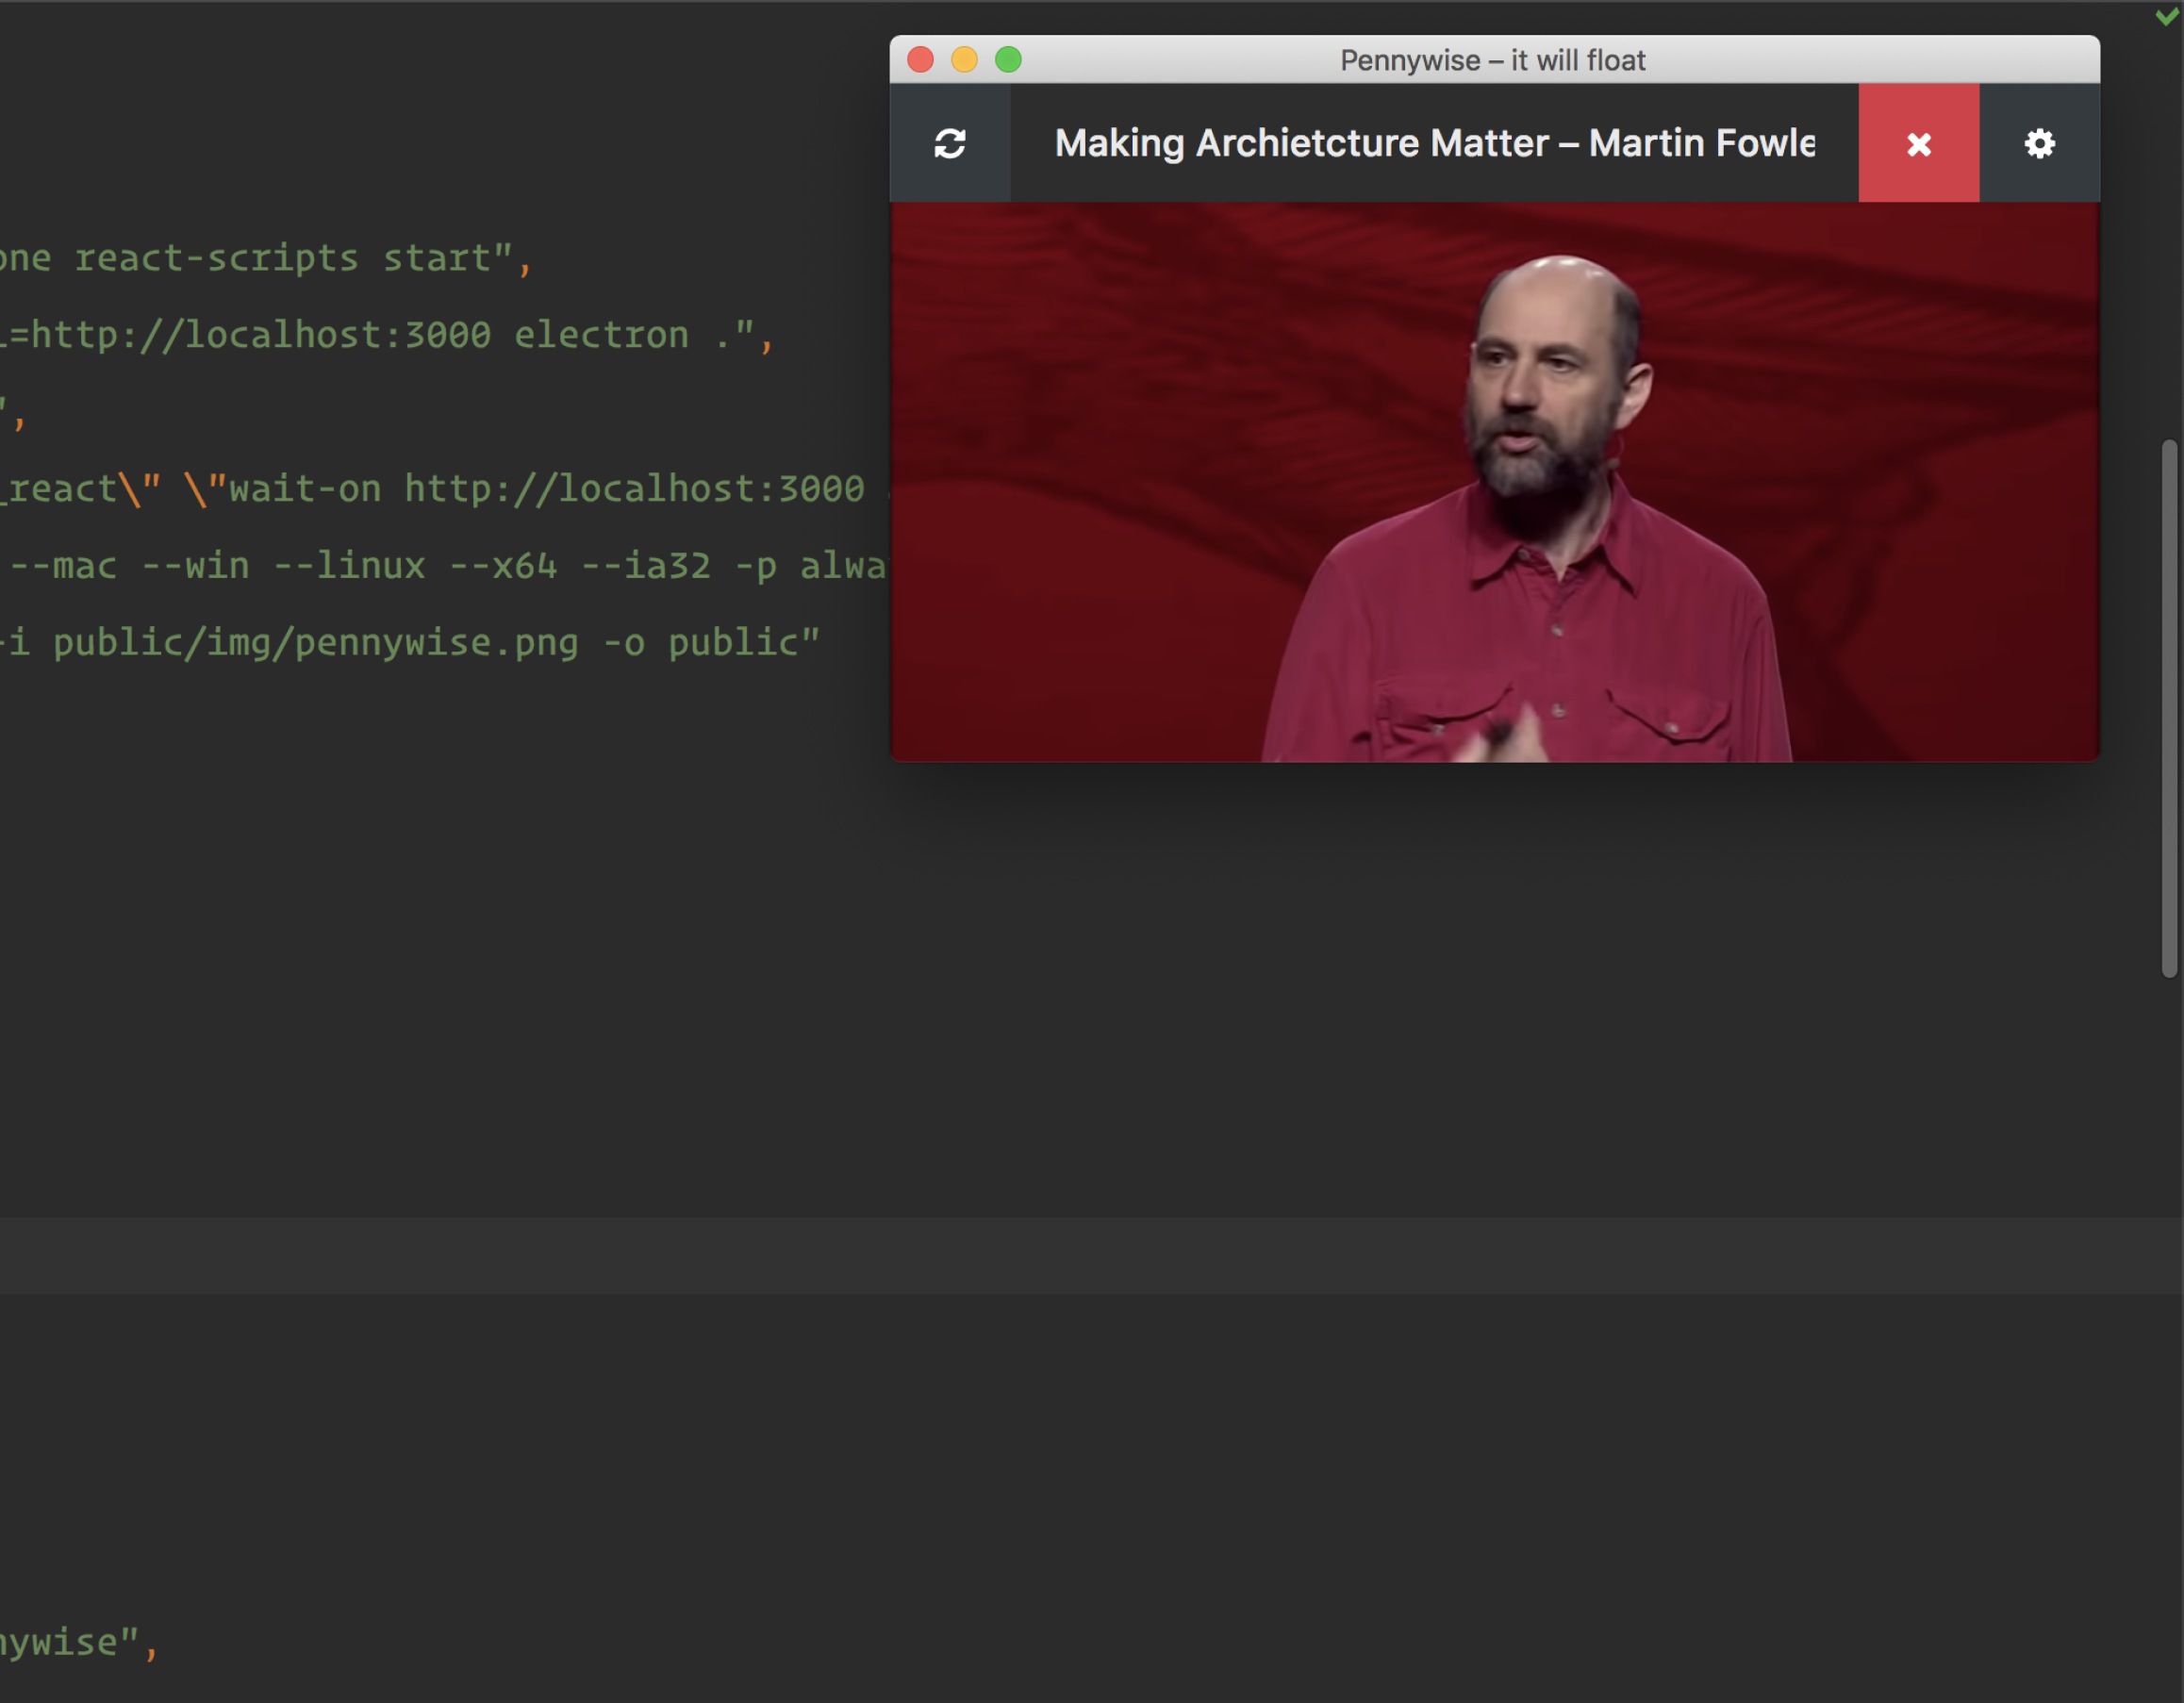 Pennywise – it will float
Making Archietcture Matter – Martin Fowle
one react-scripts start",
=http://localhost:3000 electron .",
",
_react\" \"wait-on http://localhost:3000
--mac --win --linux --x64 --ia32 -p alwa
-i public/img/pennywise.png -o public"
nywise",